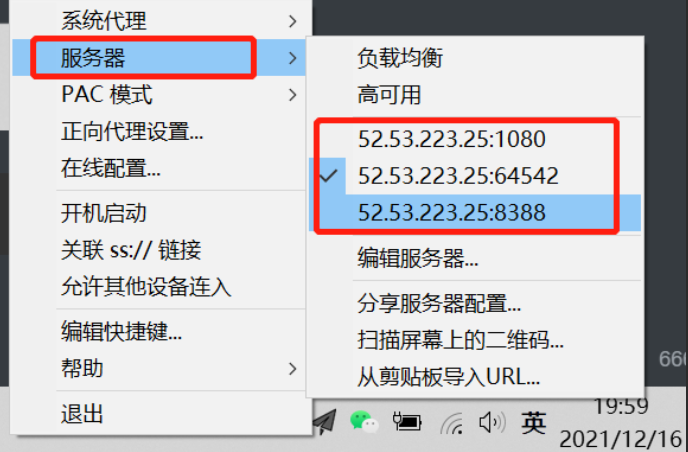 系统代理
服务器
PAC 模式
正向代理设置...
在线配置...
开机启动
关联 ss:// 链接
允许其他设备连入
编辑快捷键...
帮助
退出
负载均衡
高可用
52.53.223.25:1080
52.53.223.25:64542
52.53.223.25:8388
编辑服务器...
分享服务器配置...
扫描屏幕上的二维码...
从剪贴板导入URL...
666
英
19:59
2021/12/16